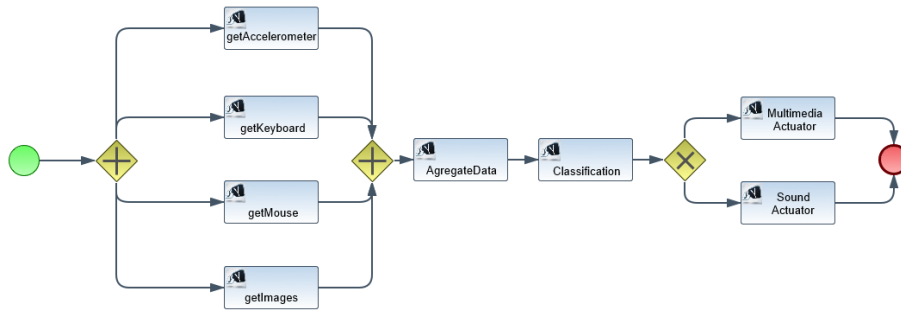 getAccelerometer
getKeyboard
getMouse
getImages
AgregateData
Classification
Multimedia
Actuator
Sound
Actuator